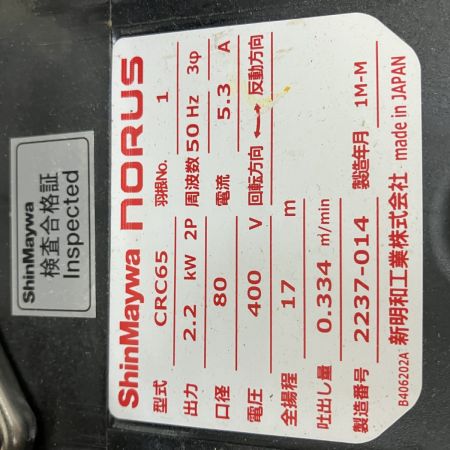 ShinMaywa
検査合格証
Inspected
ShinMaywa norus
型式 CRC65 羽根No. 1
出力 2.2 kW 2P 周波数 50 Hz 3φ
口径 80 電流 5.3 A
電圧 400 V 回転方向 反動方向
全揚程 17 m
吐出し量 0.334 m³/min
製造番号 2237-014 製造年月 1M-M
新明和工業株式会社 made in JAPAN
B406202A